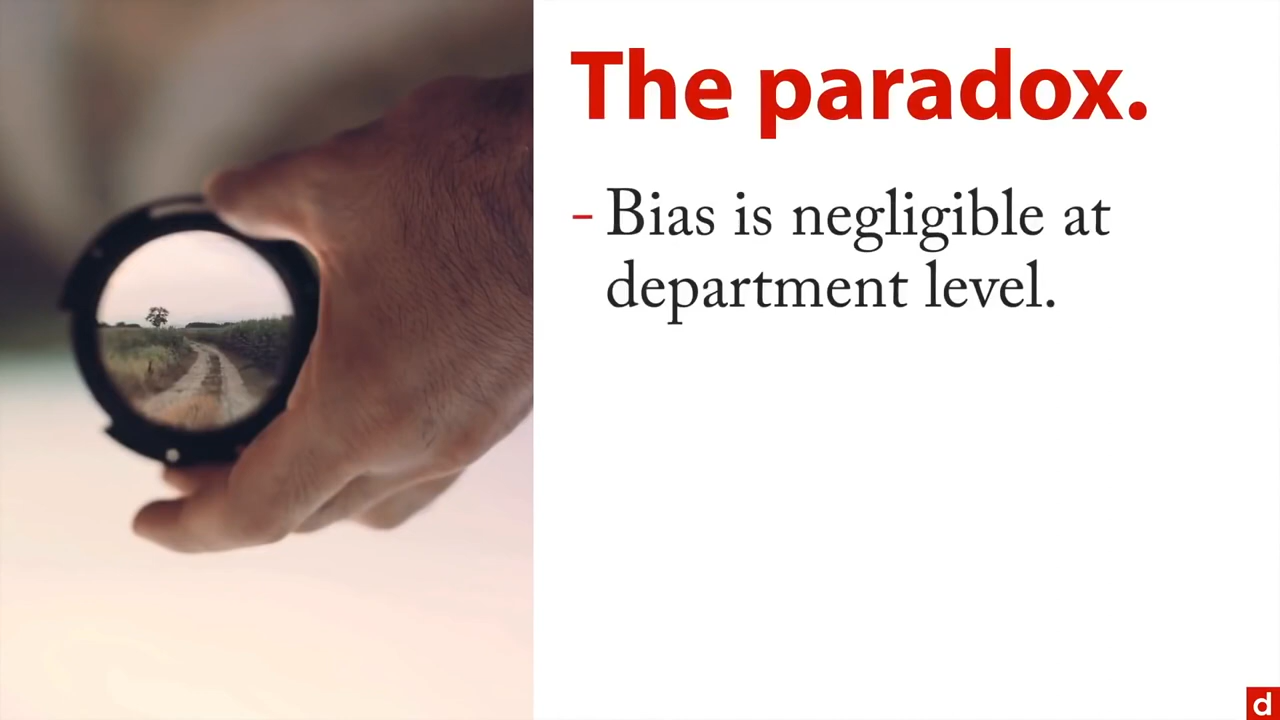 The paradox.
- Bias is negligible at
department level.
d